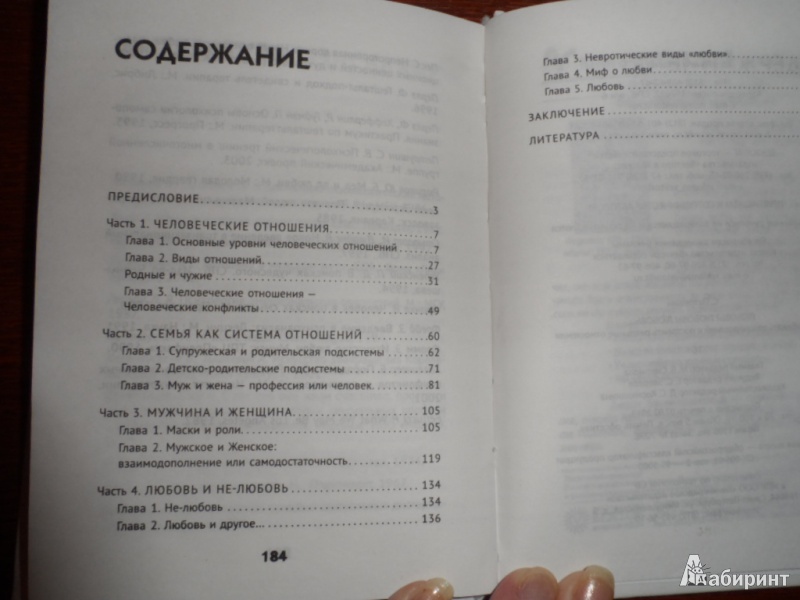 СОДЕРЖАНИЕ
ПРЕДИСЛОВИЕ 3
Часть 1. ЧЕЛОВЕЧЕСКИЕ ОТНОШЕНИЯ 7
Глава 1. Основные уровни человеческих отношений 7
Глава 2. Виды отношений 27
Родные и чужие 31
Глава 3. Человеческие отношения –
Человеческие конфликты 49
Часть 2. СЕМЬЯ КАК СИСТЕМА ОТНОШЕНИЙ 60
Глава 1. Супружеская и родительская подсистемы 62
Глава 2. Детско-родительские подсистемы 71
Глава 3. Муж и жена – профессия или человек 81
Часть 3. МУЖЧИНА И ЖЕНЩИНА 105
Глава 1. Маски и роли 105
Глава 2. Мужское и Женское:
взаимодополнение или самодостаточность 119
Часть 4. ЛЮБОВЬ И НЕ-ЛЮБОВЬ 134
Глава 1. Не-любовь 134
Глава 2. Любовь и другое... 136
184
Глава 3. Невротические виды «любви»
Глава 4. Миф о любви
Глава 5. Любовь
ЗАКЛЮЧЕНИЕ
ЛИТЕРАТУРА
Лабиринт